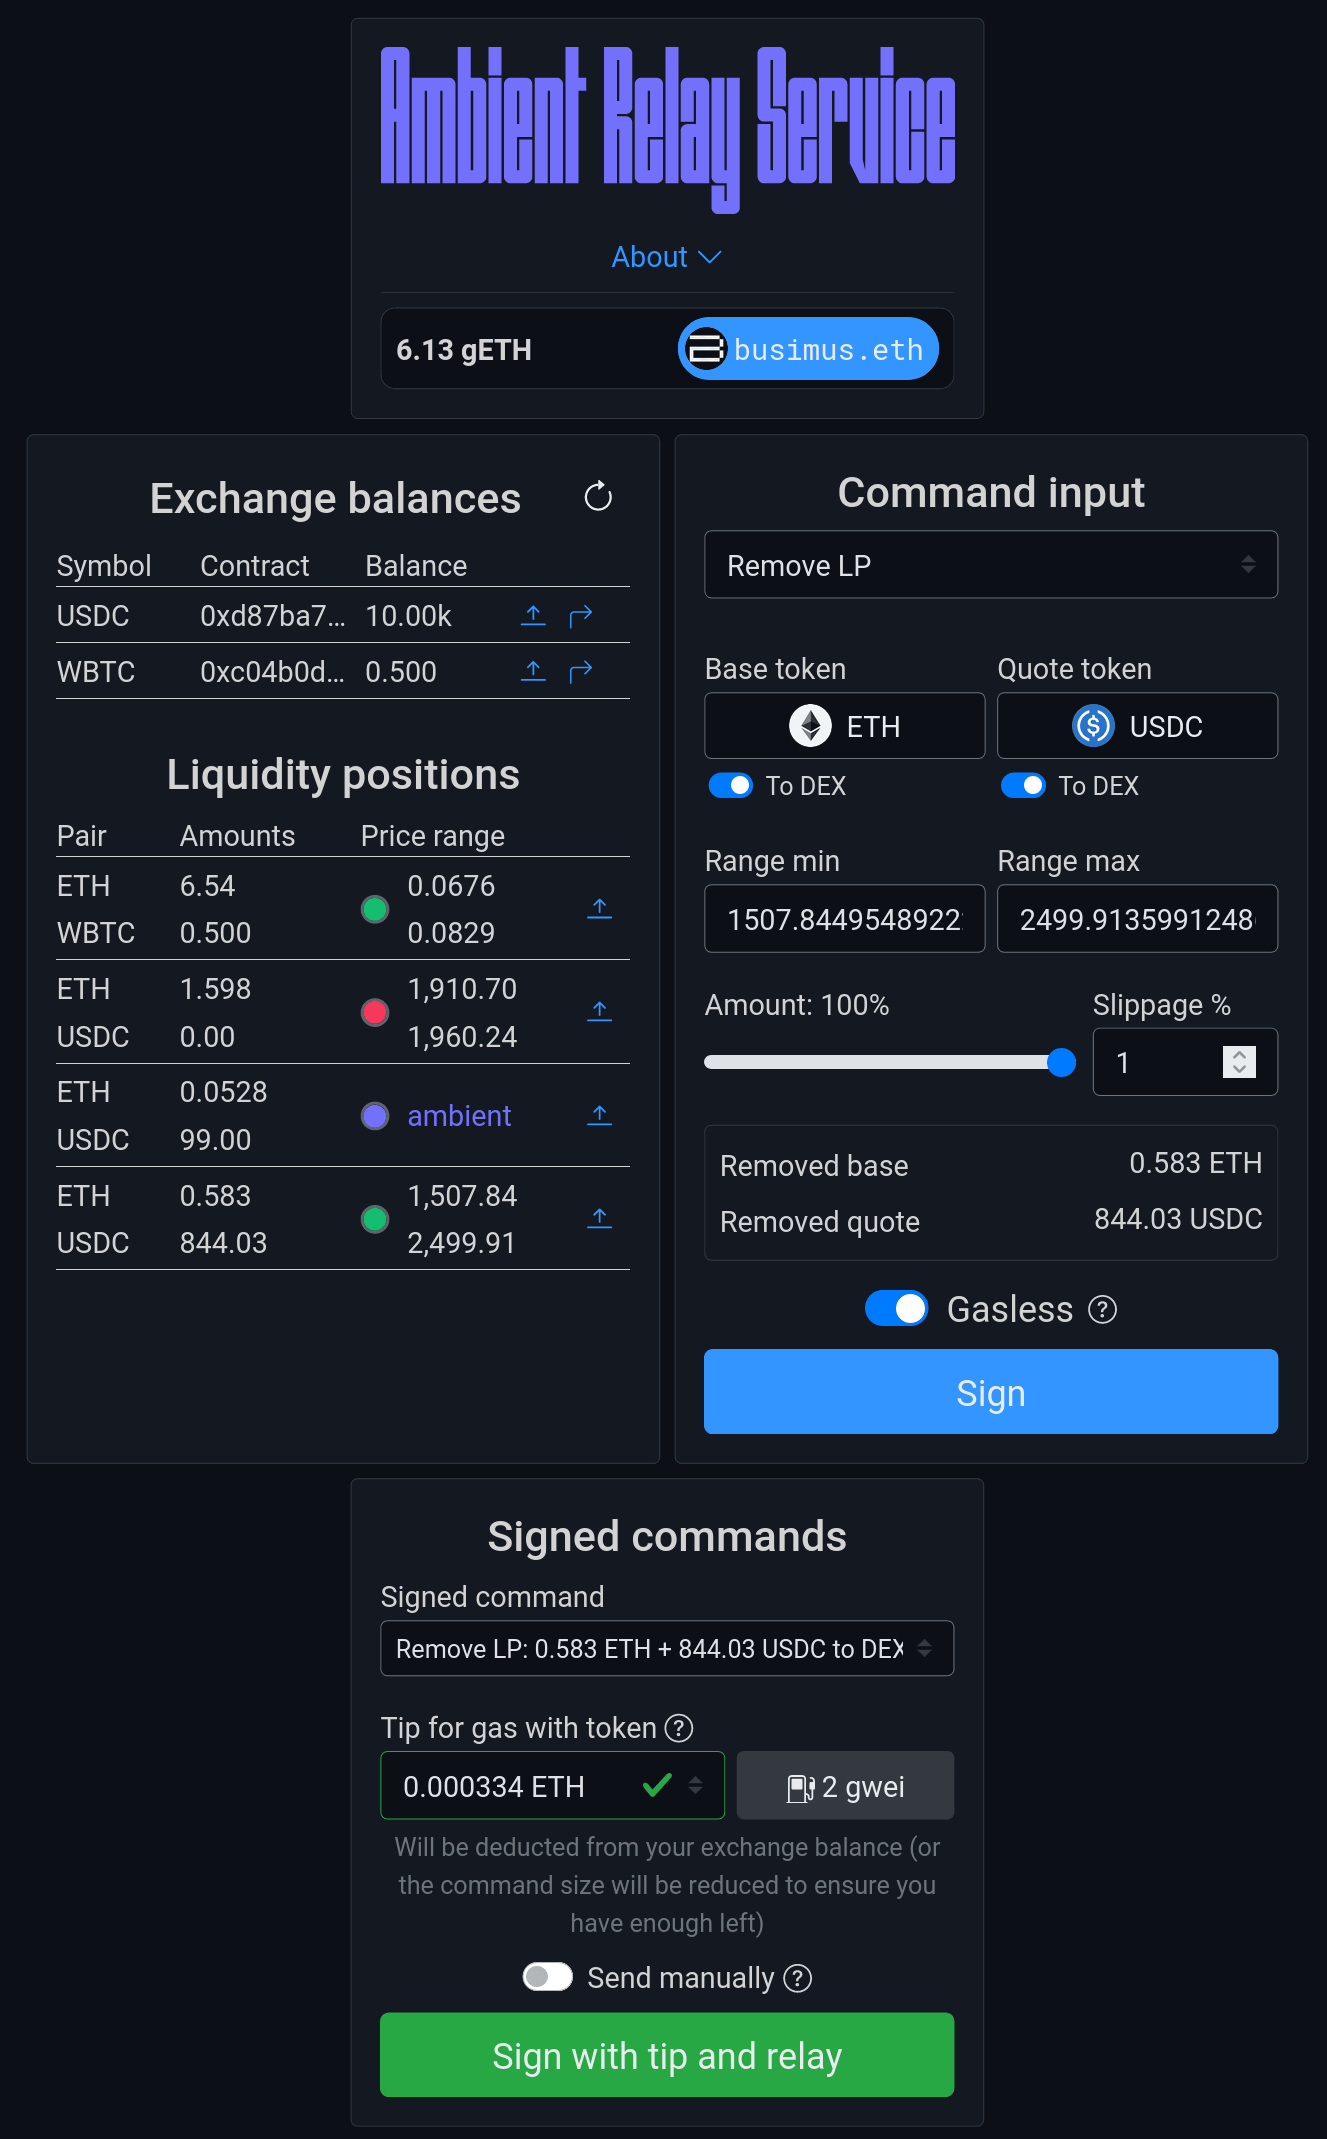 Ambient Relay Service
About
6.13 gETH
busimus.eth
Exchange balances
Symbol Contract Balance
USDC 0xd87ba7... 10.00k
WBTC 0xc04b0d... 0.500
Liquidity positions
Pair Amounts Price range
ETH 6.54 0.0676
WBTC 0.500 0.0829
ETH 1.598 1,910.70
USDC 0.00 1,960.24
ETH 0.0528
ambient
USDC 99.00
ETH 0.583 1,507.84
USDC 844.03 2,499.91
Command input
Remove LP
Base token Quote token
ETH USDC
To DEX To DEX
Range min Range max
1507.8449548922 2499.9135991248
Amount: 100% Slippage %
1
Removed base 0.583 ETH
Removed quote 844.03 USDC
Gasless ?
Sign
Signed commands
Signed command
Remove LP: 0.583 ETH + 844.03 USDC to DEX
Tip for gas with token ?
0.000334 ETH 2 gwei
Will be deducted from your exchange balance (or
the command size will be reduced to ensure you
have enough left)
Send manually ?
Sign with tip and relay